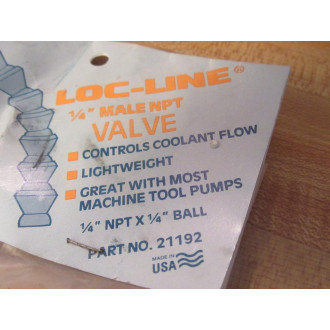 LOC-LINE®
1/4" MALE NPT
VALVE
CONTROLS COOLANT FLOW
LIGHTWEIGHT
GREAT WITH MOST
MACHINE TOOL PUMPS
1/4" NPT X 1/4" BALL
PART NO. 21192
MADE IN
USA